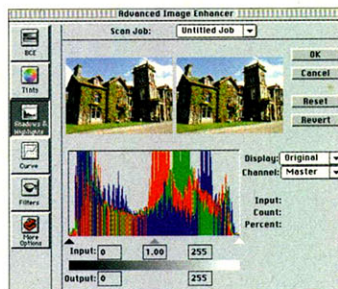 Advanced Image Enhancer
Scan Job: Untitled Job
BCE
Tints
Shadows & Highlights
Curve
Filters
More Options
OK
Cancel
Reset
Revert
Display: Original
Channel: Master
Input:
Count:
Percent:
Input: 0 1.00 255
Output: 0 255